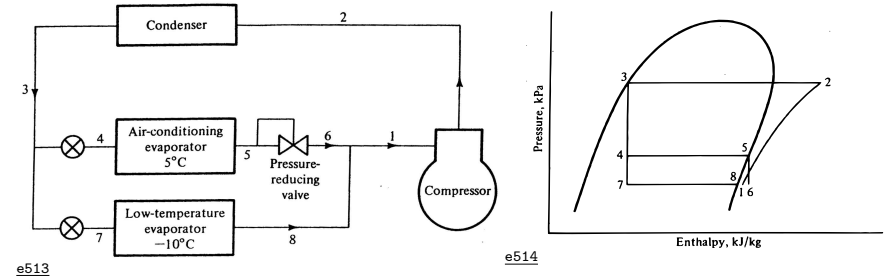 Condenser
2
3
4
Air-conditioning
evaporator
5°C
5
6
1
Pressure-
reducing
valve
Compressor
7
Low-temperature
evaporator
−10°C
8
e513
Pressure, kPa
3
2
4
5
7
8
1 6
Enthalpy, kJ/kg
e514